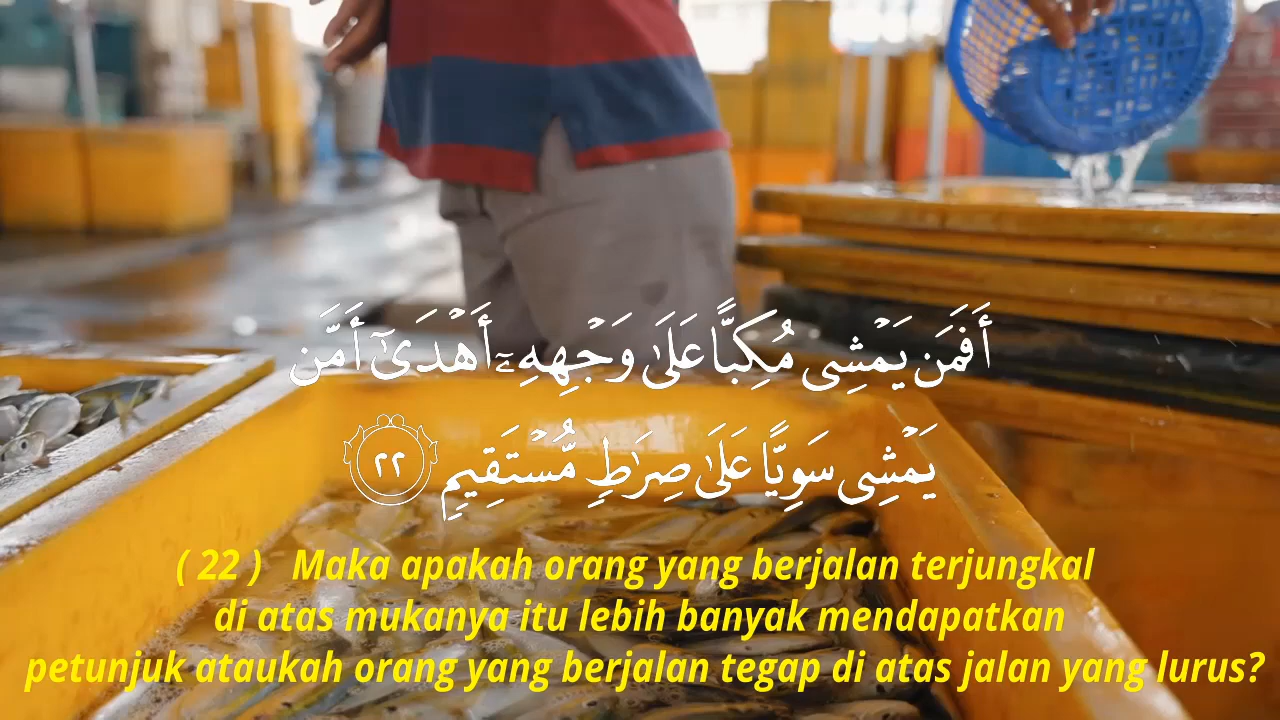 أَفَمَن يَمْشِى مُكِبًّا عَلَىٰ وَجْهِهِۦٓ أَهْدَىٰٓ أَمَّن
يَمْشِى سَوِيًّا عَلَىٰ صِرَٰطٍ مُّسْتَقِيمٍ ٢٢
( 22 ) Maka apakah orang yang berjalan terjungkal
di atas mukanya itu lebih banyak mendapatkan
petunjuk ataukah orang yang berjalan tegap di atas jalan yang lurus?